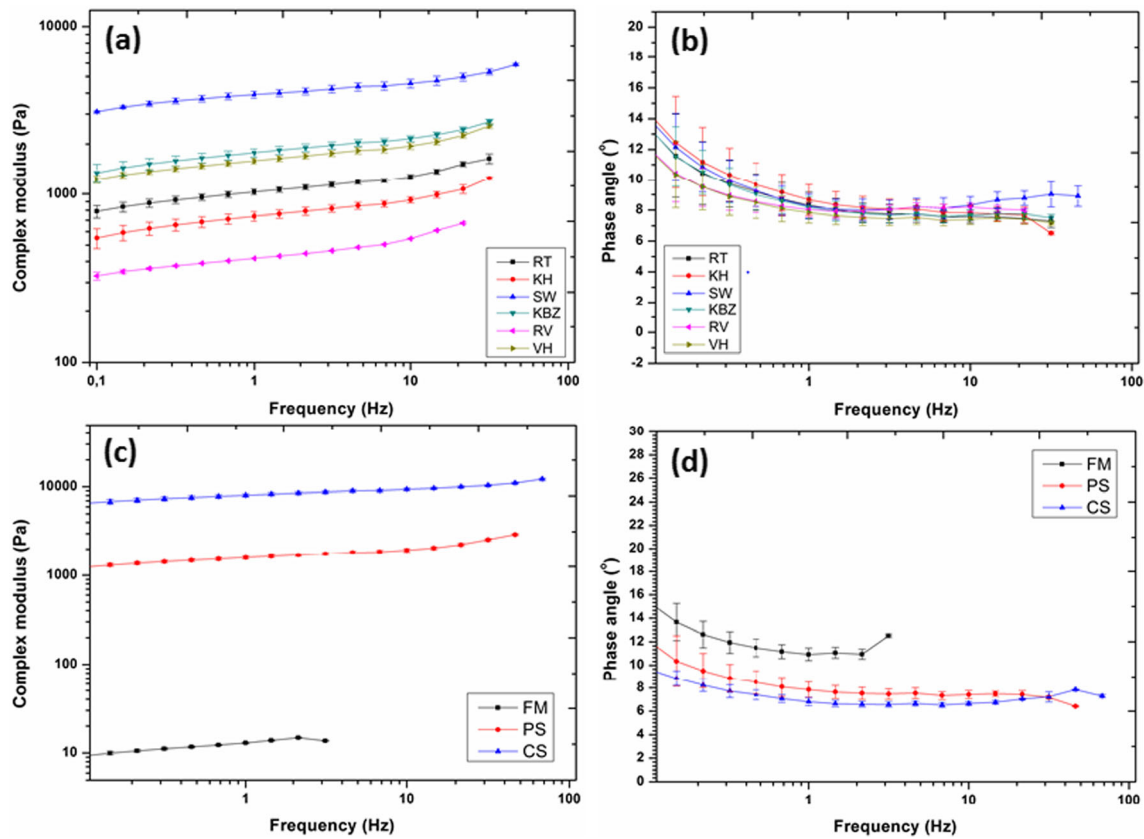 (a)
Complex modulus (Pa)
10000
1000
100
0,1
1
10
100
Frequency (Hz)
RT
KH
SW
KBZ
RV
VH
(b)
Phase angle (°)
21
20
18
16
14
12
10
8
6
4
2
0
-2
1
10
100
Frequency (Hz)
RT
KH
SW
KBZ
RV
VH
(c)
Complex modulus (Pa)
10000
1000
100
10
1
10
100
Frequency (Hz)
FM
PS
CS
(d)
Phase angle (°)
30
28
26
24
22
20
18
16
14
12
10
8
6
4
2
0
1
10
100
Frequency (Hz)
FM
PS
CS